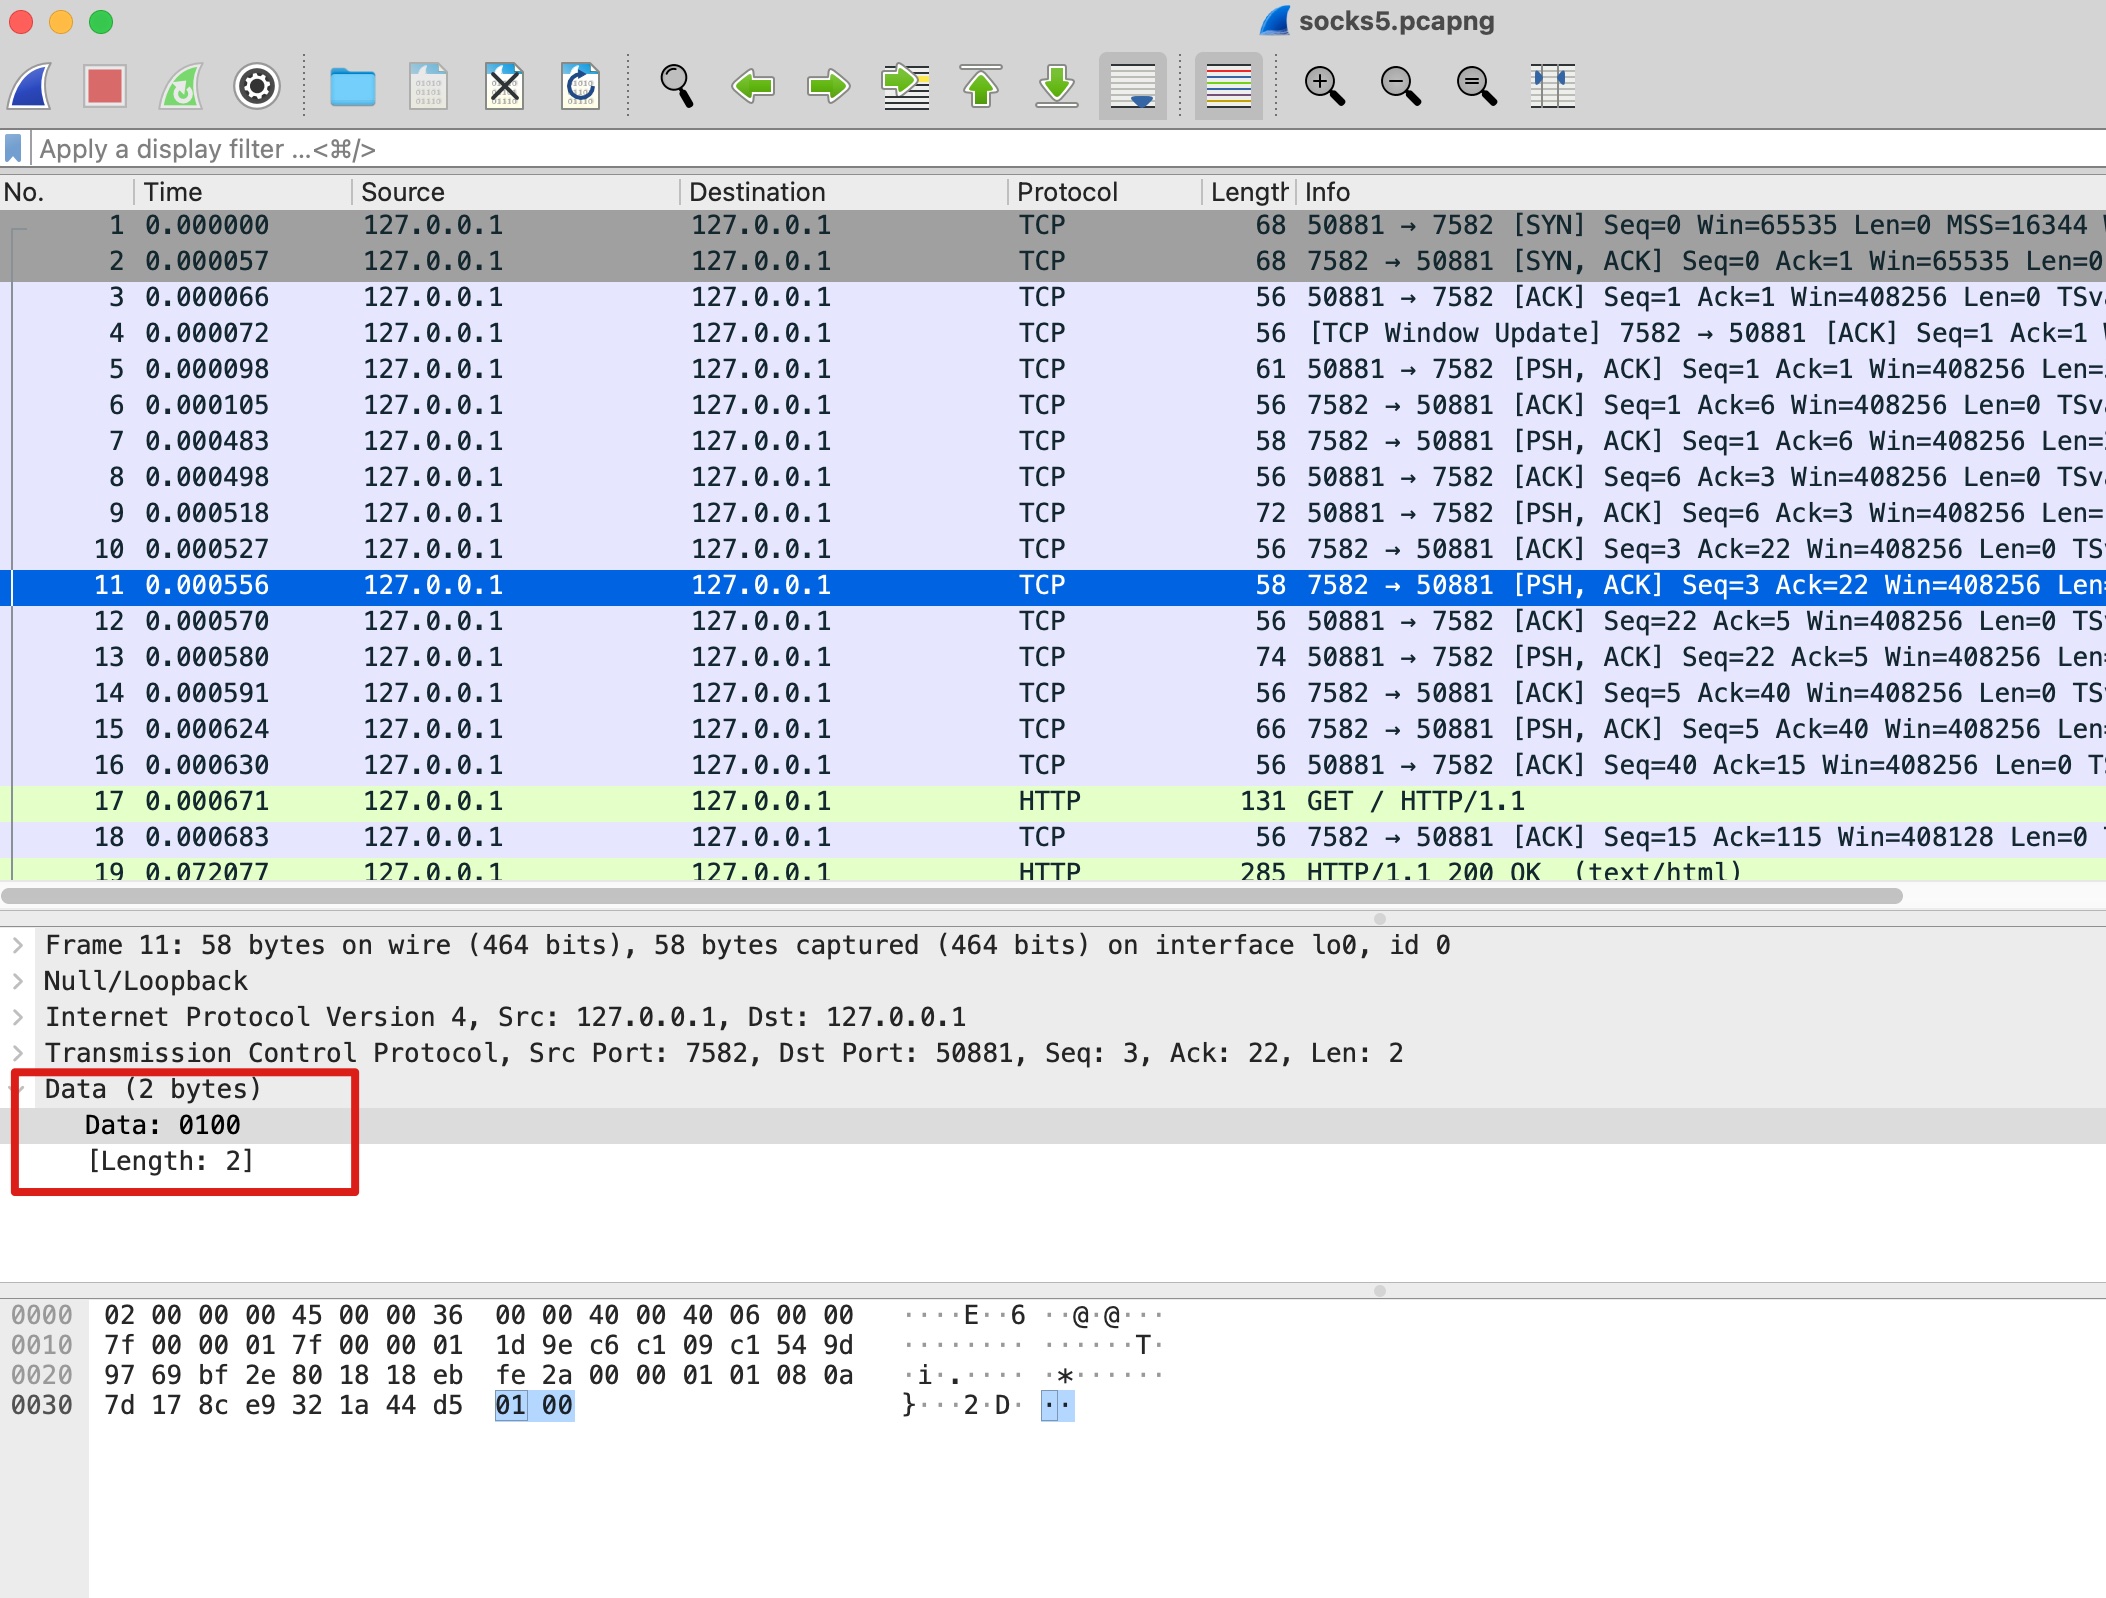 socks5.pcapng
Apply a display filter ...<⌘/>
No. Time Source Destination Protocol Length Info
1 0.000000 127.0.0.1 127.0.0.1 TCP 68 50881 → 7582 [SYN] Seq=0 Win=65535 Len=0 MSS=16344
2 0.000057 127.0.0.1 127.0.0.1 TCP 68 7582 → 50881 [SYN, ACK] Seq=0 Ack=1 Win=65535 Len=0
3 0.000066 127.0.0.1 127.0.0.1 TCP 56 50881 → 7582 [ACK] Seq=1 Ack=1 Win=408256 Len=0 TSv
4 0.000072 127.0.0.1 127.0.0.1 TCP 56 [TCP Window Update] 7582 → 50881 [ACK] Seq=1 Ack=1
5 0.000098 127.0.0.1 127.0.0.1 TCP 61 50881 → 7582 [PSH, ACK] Seq=1 Ack=1 Win=408256 Len=
6 0.000105 127.0.0.1 127.0.0.1 TCP 56 7582 → 50881 [ACK] Seq=1 Ack=6 Win=408256 Len=0 TSv
7 0.000483 127.0.0.1 127.0.0.1 TCP 58 7582 → 50881 [PSH, ACK] Seq=1 Ack=6 Win=408256 Len=
8 0.000498 127.0.0.1 127.0.0.1 TCP 56 50881 → 7582 [ACK] Seq=6 Ack=3 Win=408256 Len=0 TSv
9 0.000518 127.0.0.1 127.0.0.1 TCP 72 50881 → 7582 [PSH, ACK] Seq=6 Ack=3 Win=408256 Len=
10 0.000527 127.0.0.1 127.0.0.1 TCP 56 7582 → 50881 [ACK] Seq=3 Ack=22 Win=408256 Len=0 TS
11 0.000556 127.0.0.1 127.0.0.1 TCP 58 7582 → 50881 [PSH, ACK] Seq=3 Ack=22 Win=408256 Len
12 0.000570 127.0.0.1 127.0.0.1 TCP 56 50881 → 7582 [ACK] Seq=22 Ack=5 Win=408256 Len=0 TS
13 0.000580 127.0.0.1 127.0.0.1 TCP 74 50881 → 7582 [PSH, ACK] Seq=22 Ack=5 Win=408256 Len
14 0.000591 127.0.0.1 127.0.0.1 TCP 56 7582 → 50881 [ACK] Seq=5 Ack=40 Win=408256 Len=0 TS
15 0.000624 127.0.0.1 127.0.0.1 TCP 66 7582 → 50881 [PSH, ACK] Seq=5 Ack=40 Win=408256 Len
16 0.000630 127.0.0.1 127.0.0.1 TCP 56 50881 → 7582 [ACK] Seq=40 Ack=15 Win=408256 Len=0 T
17 0.000671 127.0.0.1 127.0.0.1 HTTP 131 GET / HTTP/1.1
18 0.000683 127.0.0.1 127.0.0.1 TCP 56 7582 → 50881 [ACK] Seq=15 Ack=115 Win=408128 Len=0
19 0.072077 127.0.0.1 127.0.0.1 HTTP 285 HTTP/1.1 200 OK (text/html)
Frame 11: 58 bytes on wire (464 bits), 58 bytes captured (464 bits) on interface lo0, id 0
Null/Loopback
Internet Protocol Version 4, Src: 127.0.0.1, Dst: 127.0.0.1
Transmission Control Protocol, Src Port: 7582, Dst Port: 50881, Seq: 3, Ack: 22, Len: 2
Data (2 bytes)
Data: 0100
[Length: 2]
0000 02 00 00 00 45 00 00 36 00 00 40 00 40 06 00 00 ····E··6 ··@·@···
0010 7f 00 00 01 7f 00 00 01 1d 9e c6 c1 09 c1 54 9d ········ ······T·
0020 97 69 bf 2e 80 18 18 eb fe 2a 00 00 01 01 08 0a ·i·.···· ·*······
0030 7d 17 8c e9 32 1a 44 d5 01 00 }···2·D· ··